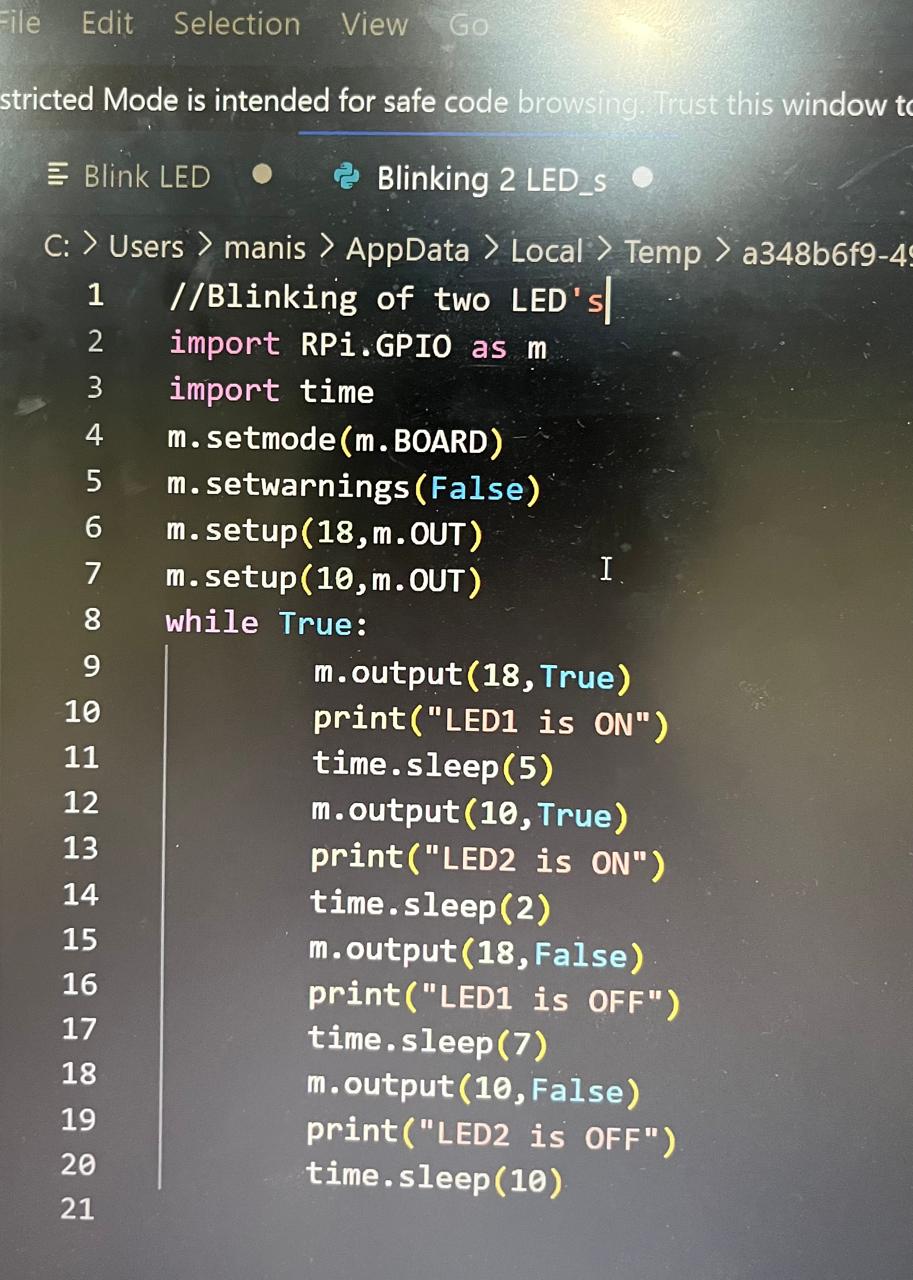 File Edit Selection View Go
stricted Mode is intended for safe code browsing. Trust this window to
Blink LED Blinking 2 LED_s
C: > Users > manis > AppData > Local > Temp > a348b6f9-49
1 //Blinking of two LED's
2 import RPi.GPIO as m
3 import time
4 m.setmode(m.BOARD)
5 m.setwarnings(False)
6 m.setup(18,m.OUT)
7 m.setup(10,m.OUT)
8 while True:
9 m.output(18,True)
10 print("LED1 is ON")
11 time.sleep(5)
12 m.output(10,True)
13 print("LED2 is ON")
14 time.sleep(2)
15 m.output(18,False)
16 print("LED1 is OFF")
17 time.sleep(7)
18 m.output(10,False)
19 print("LED2 is OFF")
20 time.sleep(10)
21